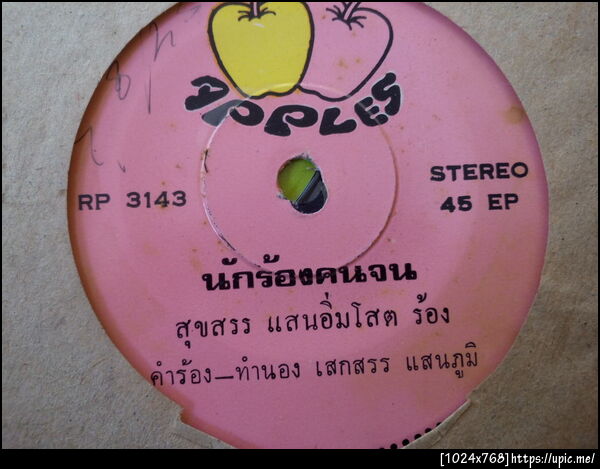 APPLES
RP 3143
STEREO
45 EP
นักร้องคนจน
สุขสรร แสนอิ่มโสต ร้อง
คำร้อง—ทำนอง เสกสรร แสนภูมิ
[1024x768]https://upic.me/